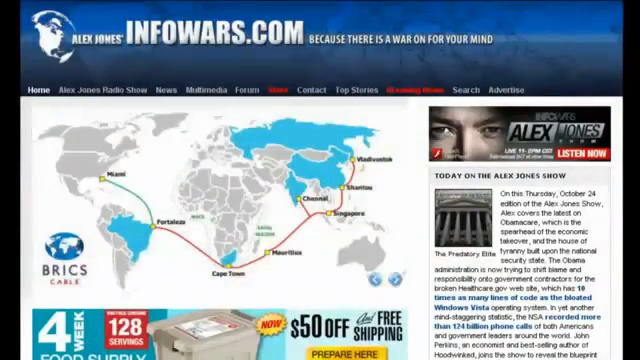 ALEX JONES' INFOWARS.COM BECAUSE THERE IS A WAR ON FOR YOUR MIND
Home Alex Jones Radio Show News Multimedia Forum Store Contact Top Stories Breaking News Search Advertise
Vladivostok
Miami
Shantou
Chennai
Fortaleza
Singapore
Mauritius
Cape Town
BRICS
CABLE
INFOWARS
ALEX JONES
LIVE 11-2PM CST
LISTEN NOW
TODAY ON THE ALEX JONES SHOW
On this Thursday, October 24
edition of the Alex Jones Show,
Alex covers the latest on
Obamacare, which is the
spearhead of the economic
takeover, and the house of
tyranny built upon the national
security state. The Obama
The Predatory Elite
administration is now trying to shift blame and
responsibility onto government contractors for the
broken Healthcare.gov web site, which has 10
times as many lines of code as the bloated
Windows Vista operating system. In yet another
mind-staggering statistic, the NSA recorded more
than 124 billion phone calls of both Americans
and government leaders around the world. John
Perkins, an economist and best-selling author of
Hoodwinked, joins the show to reveal the blueprint
4 WEEK
FOOD SUPPLY
128
SERVINGS
NOW
$50 OFF AND FREE
SHIPPING
PREPARE HERE